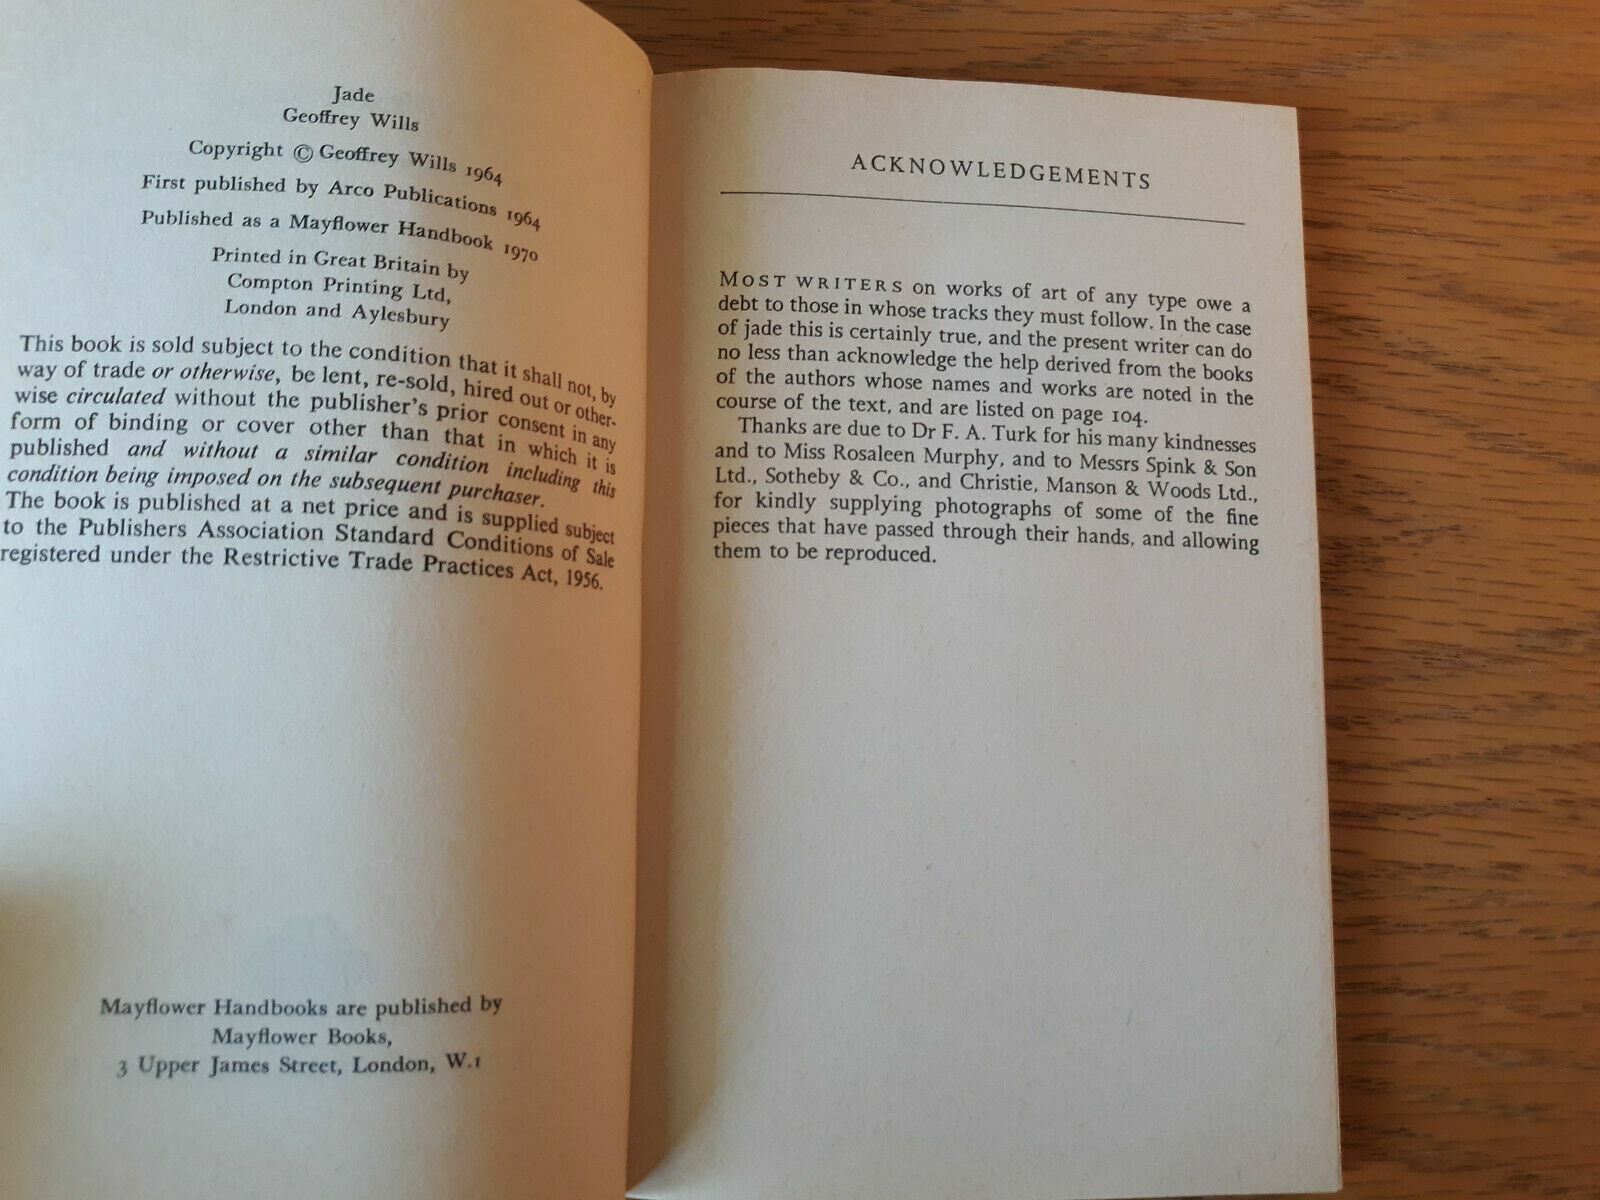 Jade
Geoffrey Wills
Copyright © Geoffrey Wills 1964
First published by Arco Publications 1964
Published as a Mayflower Handbook 1970
Printed in Great Britain by
Compton Printing Ltd,
London and Aylesbury
This book is sold subject to the condition that it shall not, by
way of trade or otherwise, be lent, re-sold, hired out or other-
wise circulated without the publisher's prior consent in any
form of binding or cover other than that in which it is
published and without a similar condition including this
condition being imposed on the subsequent purchaser.
The book is published at a net price and is supplied subject
to the Publishers Association Standard Conditions of Sale
registered under the Restrictive Trade Practices Act, 1956.
Mayflower Handbooks are published by
Mayflower Books,
3 Upper James Street, London, W.1
ACKNOWLEDGEMENTS
MOST WRITERS on works of art of any type owe a
debt to those in whose tracks they must follow. In the case
of jade this is certainly true, and the present writer can do
no less than acknowledge the help derived from the books
of the authors whose names and works are noted in the
course of the text, and are listed on page 104.
Thanks are due to Dr F. A. Turk for his many kindnesses
and to Miss Rosaleen Murphy, and to Messrs Spink & Son
Ltd., Sotheby & Co., and Christie, Manson & Woods Ltd.,
for kindly supplying photographs of some of the fine
pieces that have passed through their hands, and allowing
them to be reproduced.